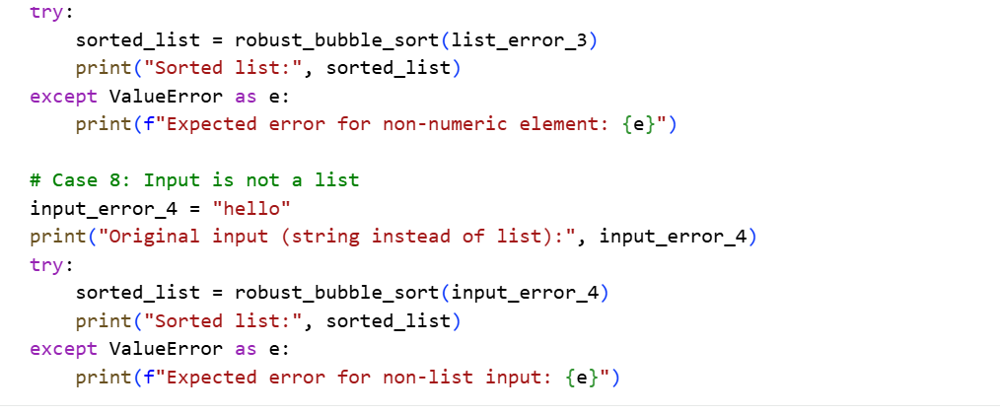 try:
    sorted_list = robust_bubble_sort(list_error_3)
    print("Sorted list:", sorted_list)
except ValueError as e:
    print(f"Expected error for non-numeric element: {e}")

# Case 8: Input is not a list
input_error_4 = "hello"
print("Original input (string instead of list):", input_error_4)
try:
    sorted_list = robust_bubble_sort(input_error_4)
    print("Sorted list:", sorted_list)
except ValueError as e:
    print(f"Expected error for non-list input: {e}")